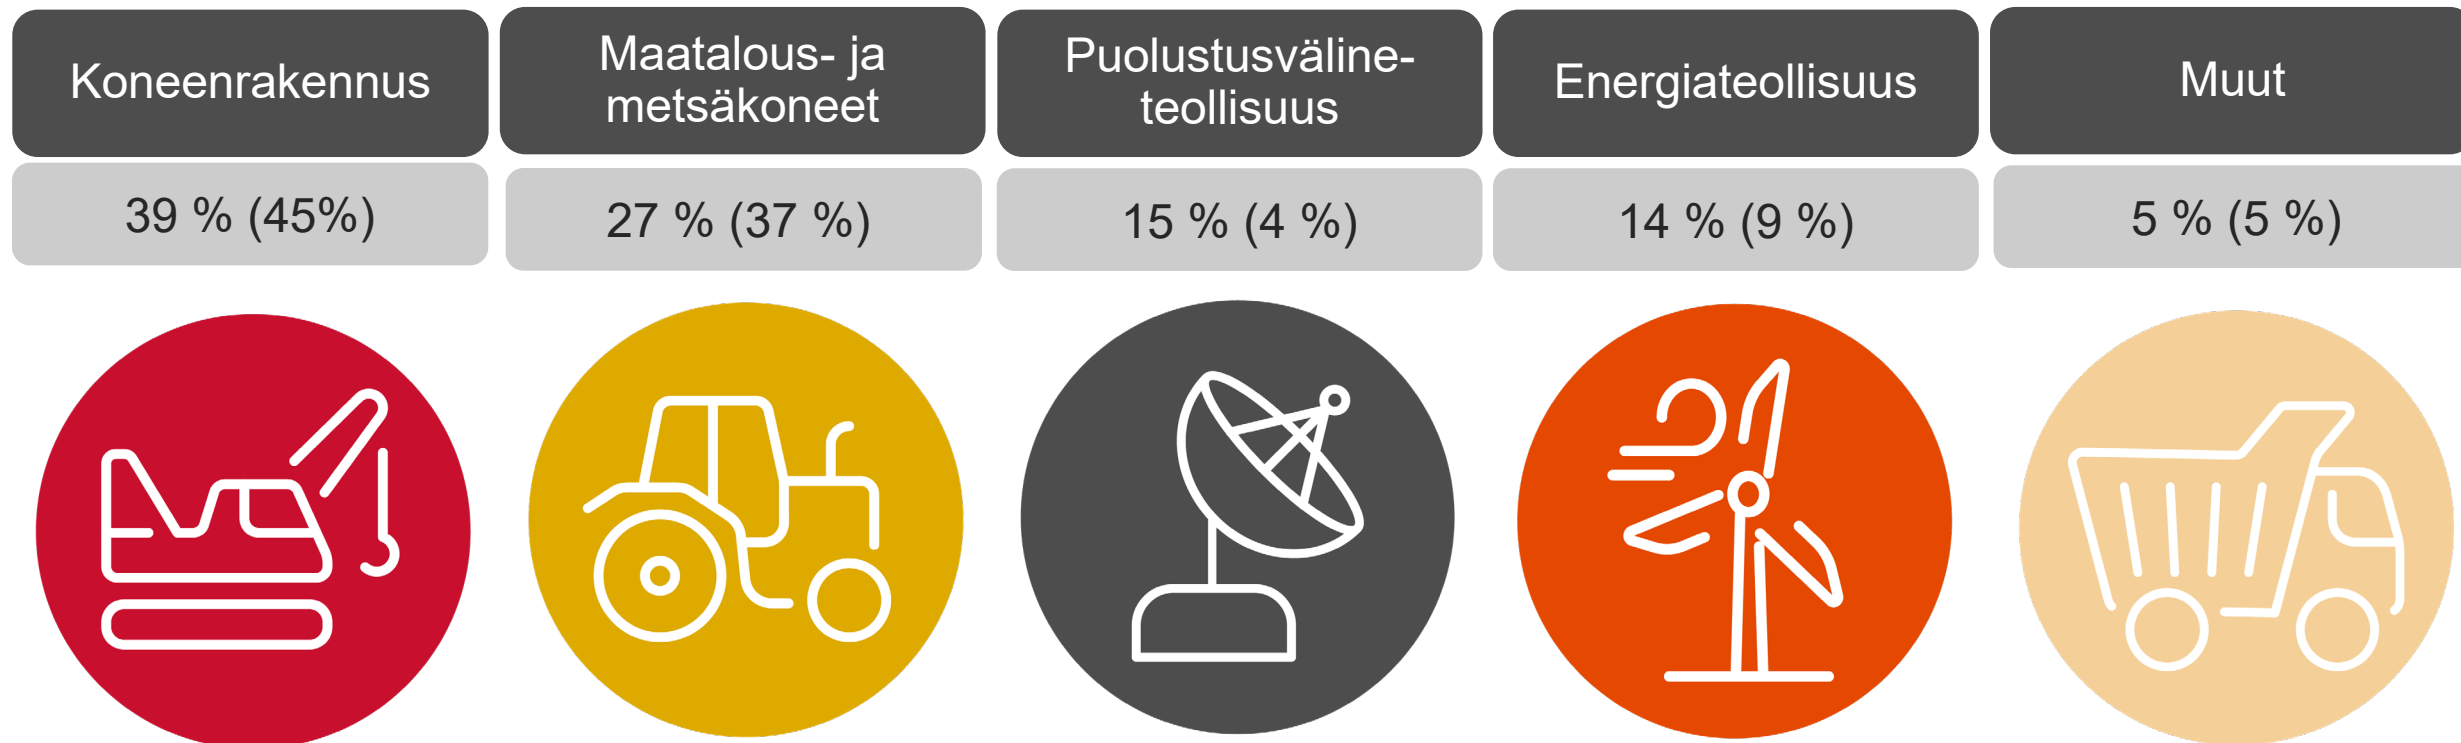 Koneenrakennus
Maatalous- ja
metsäkoneet
Puolustusväline-
teollisuus
Energiateollisuus
Muut
39 % (45%)
27 % (37 %)
15 % (4 %)
14 % (9 %)
5 % (5 %)